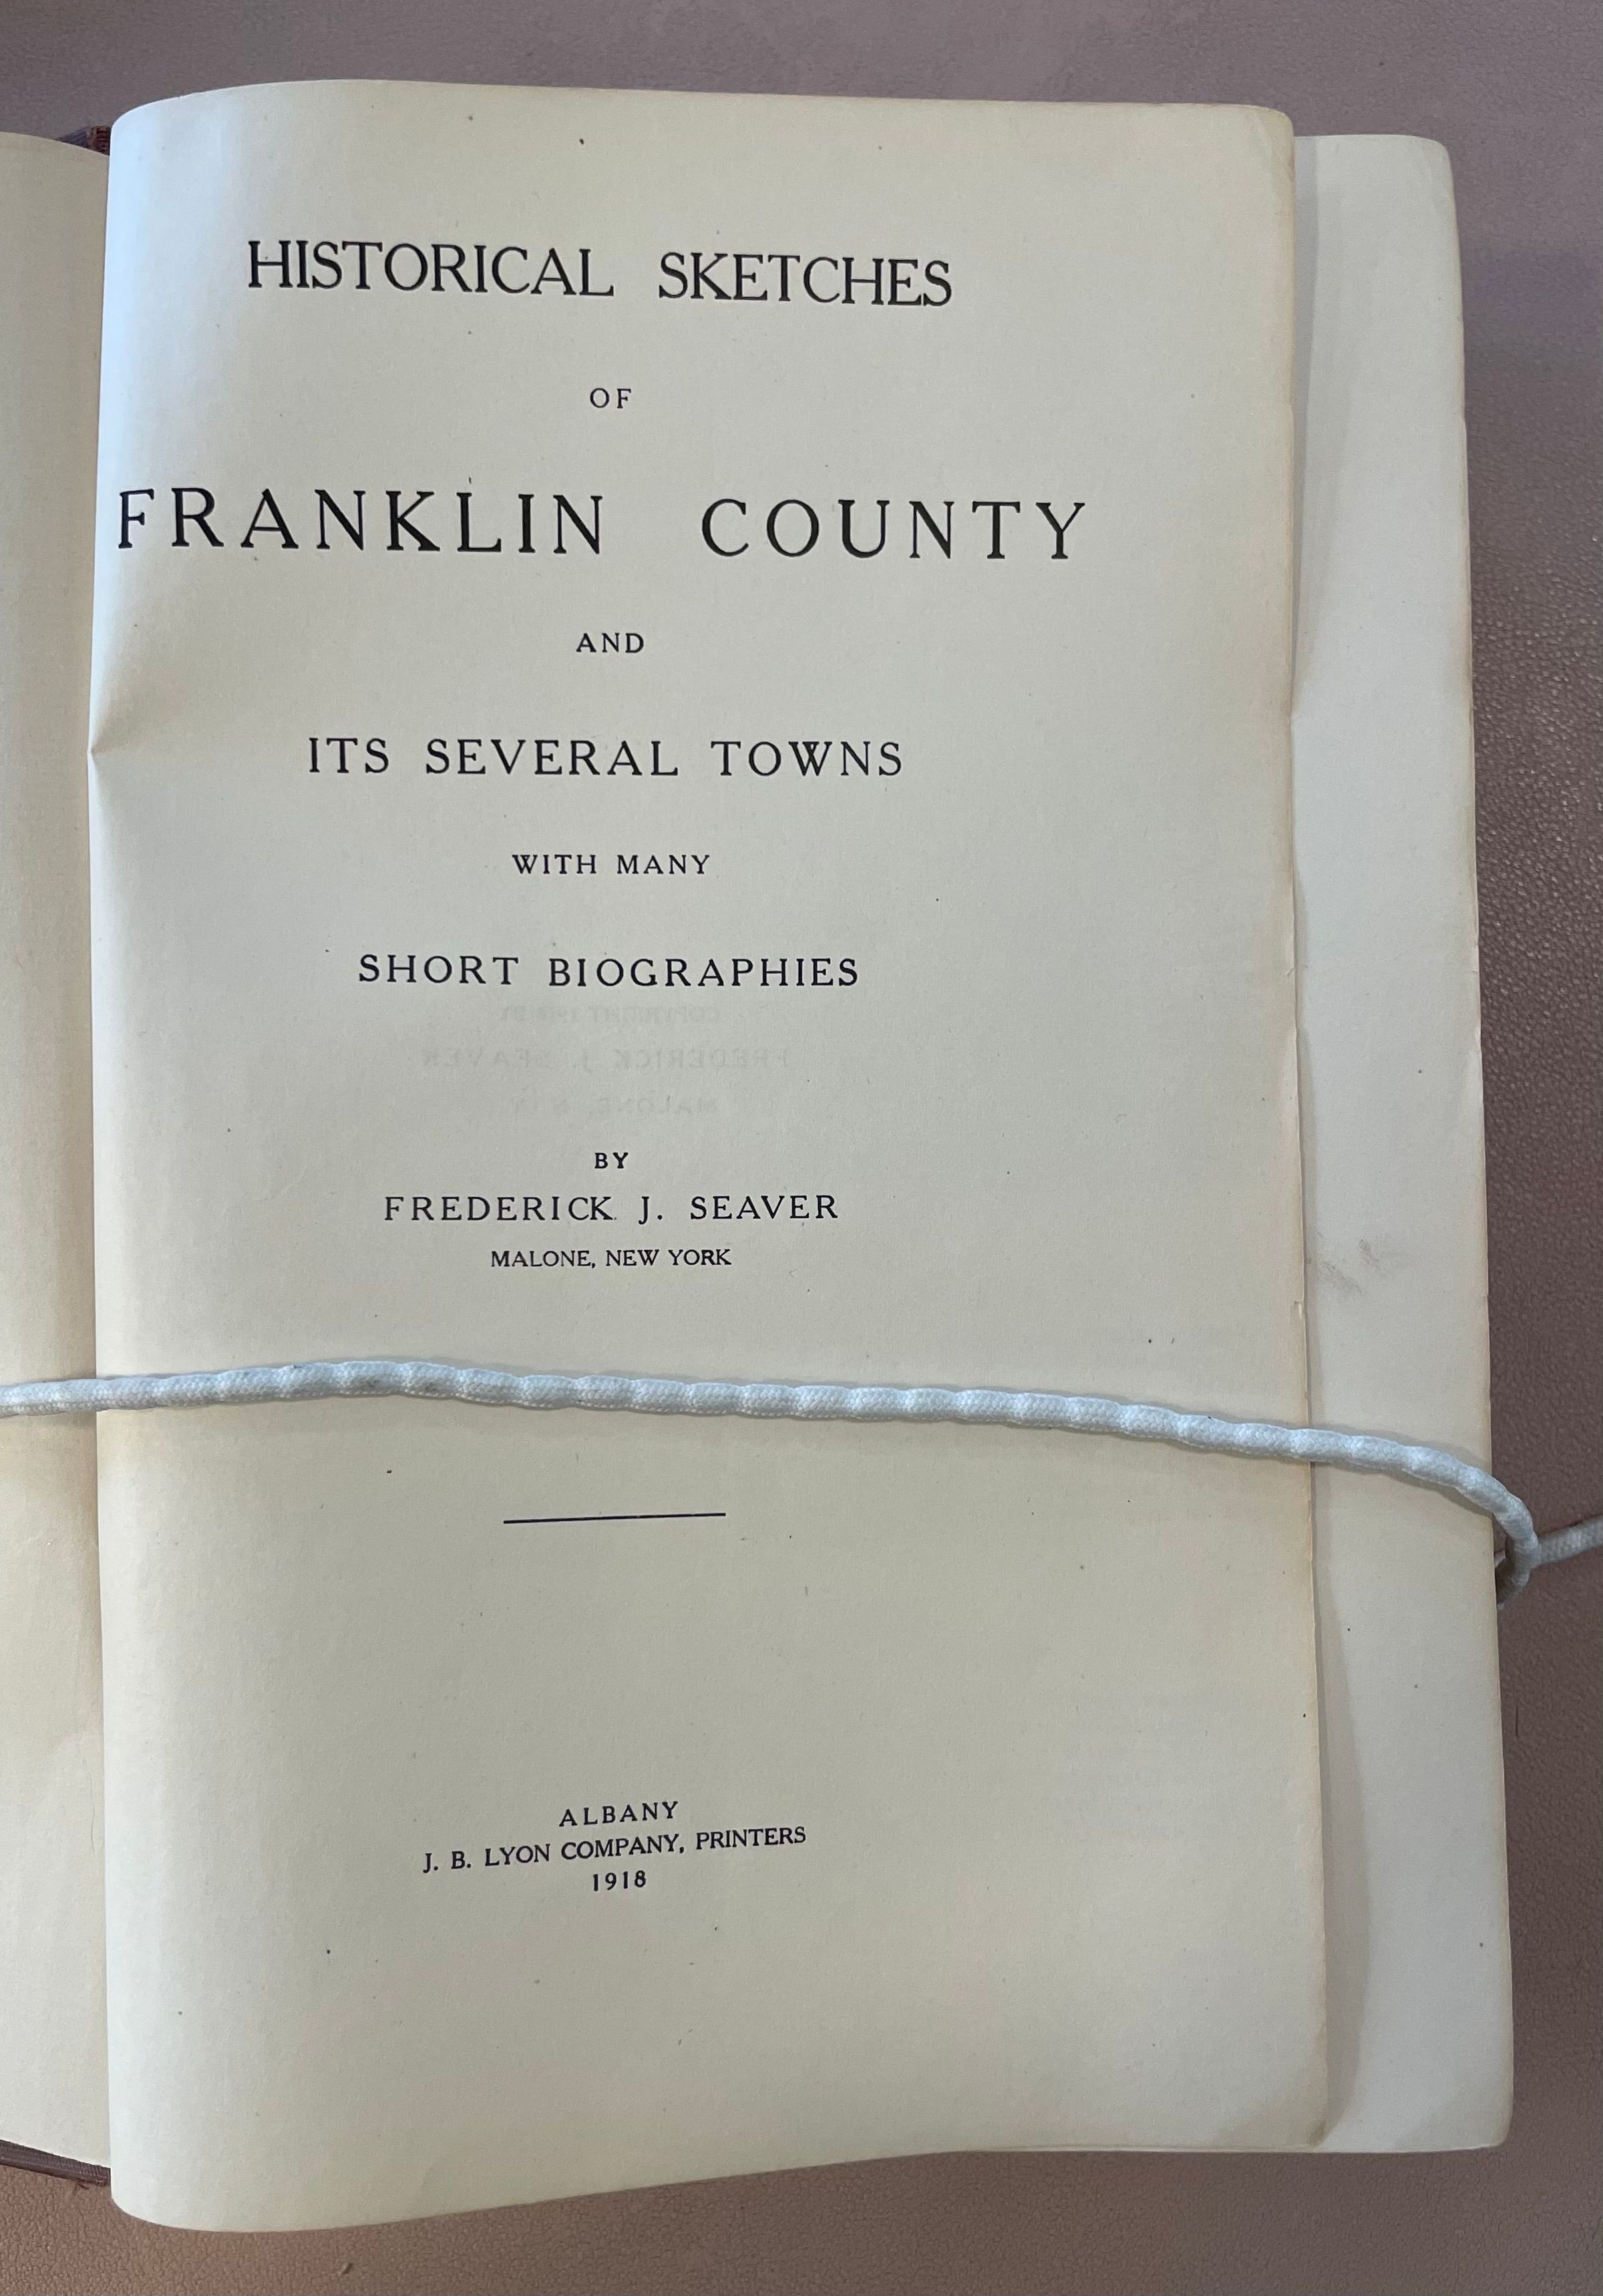 HISTORICAL SKETCHES
OF
FRANKLIN COUNTY
AND
ITS SEVERAL TOWNS
WITH MANY
SHORT BIOGRAPHIES
BY
FREDERICK J. SEAVER
MALONE, NEW YORK
ALBANY
J. B. LYON COMPANY, PRINTERS
1918